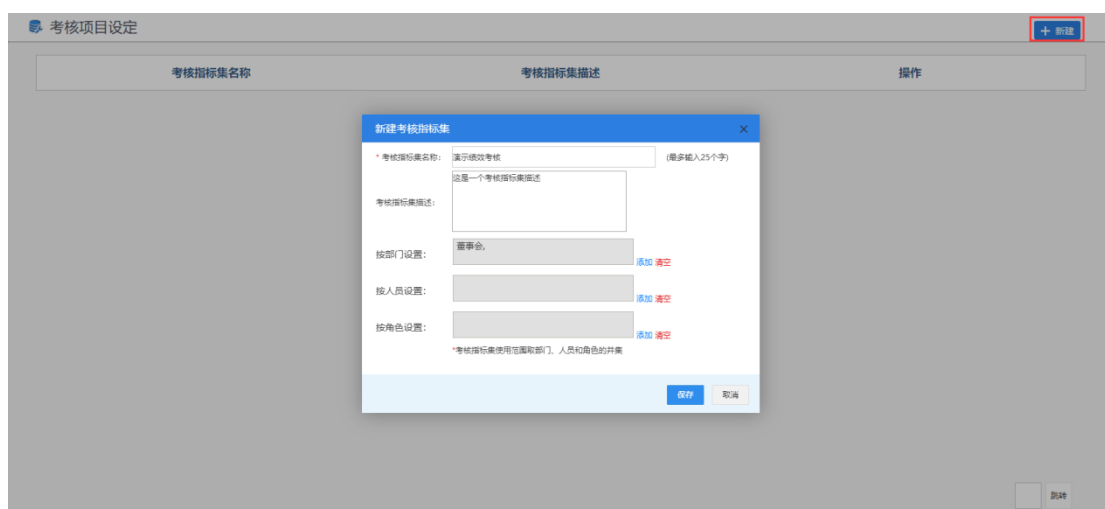 考核项目设定
+ 新建
考核指标集名称 考核指标集描述 操作
新建考核指标集 ×
* 考核指标集名称: 演示绩效考核 (最多输入25个字)
考核指标集描述: 这是一个考核指标集描述
按部门设置: 董事会,
添加 清空
按人员设置:
添加 清空
按角色设置:
添加 清空
*考核指标集使用范围取部门、人员和角色的并集
保存 取消
跳转